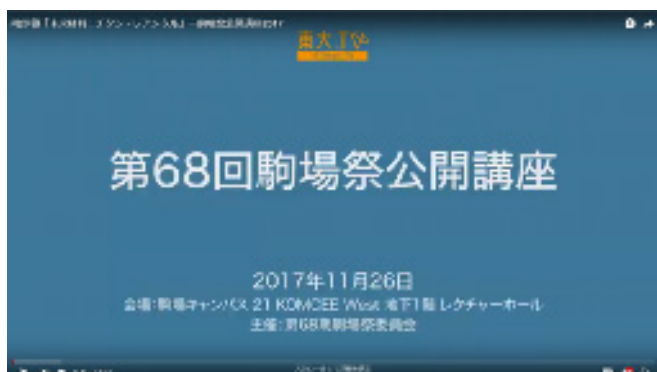 東大TV
第68回駒場祭公開講座
2017年11月26日
会場:駒場キャンパス 21 KOMCEE West 地下1階 レクチャーホール
主催:第68期駒場祭委員会